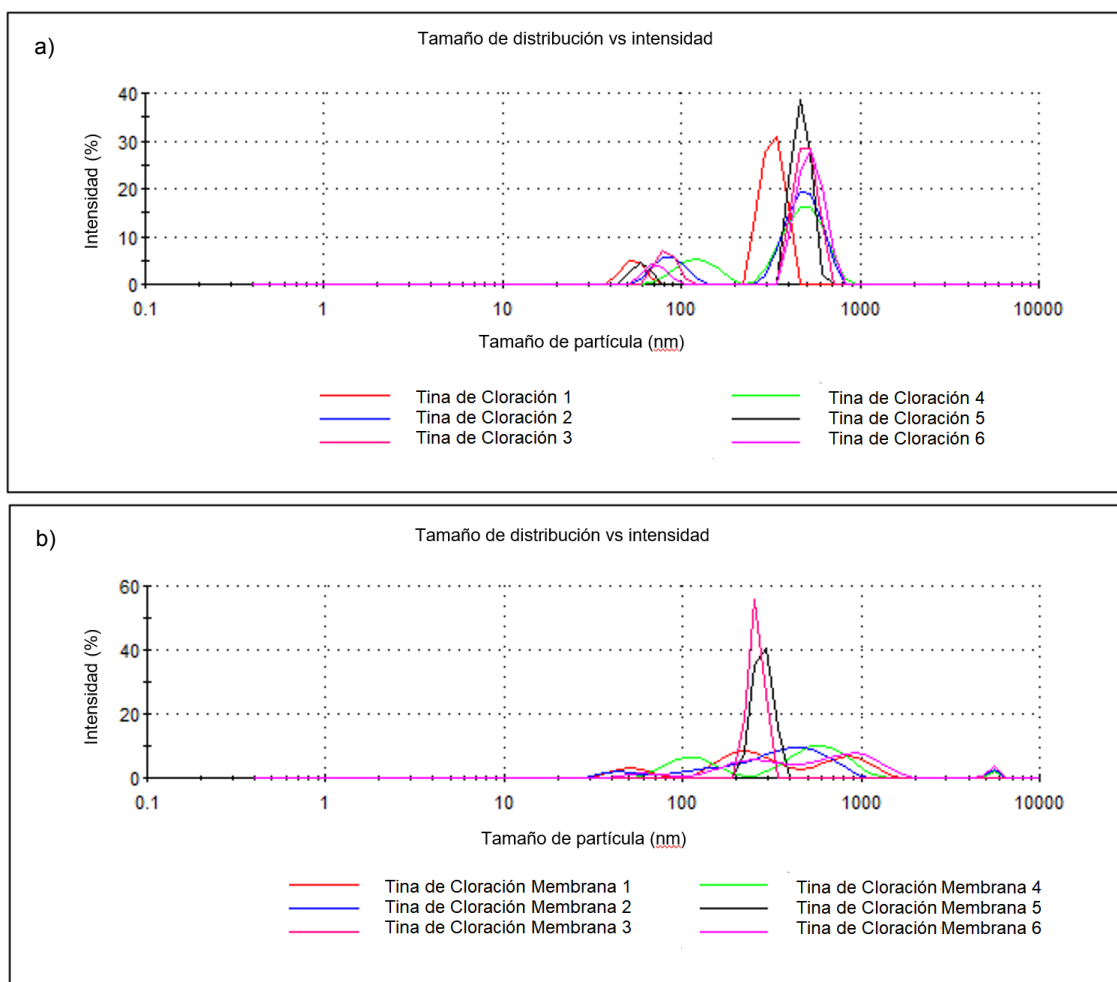 a)
Tamaño de distribución vs intensidad
Intensidad (%)
40
30
20
10
0
0.1 1 10 100 1000 10000
Tamaño de partícula (nm)
Tina de Cloración 1
Tina de Cloración 2
Tina de Cloración 3
Tina de Cloración 4
Tina de Cloración 5
Tina de Cloración 6
b)
Tamaño de distribución vs intensidad
Intensidad (%)
60
40
20
0
0.1 1 10 100 1000 10000
Tamaño de partícula (nm)
Tina de Cloración Membrana 1
Tina de Cloración Membrana 2
Tina de Cloración Membrana 3
Tina de Cloración Membrana 4
Tina de Cloración Membrana 5
Tina de Cloración Membrana 6